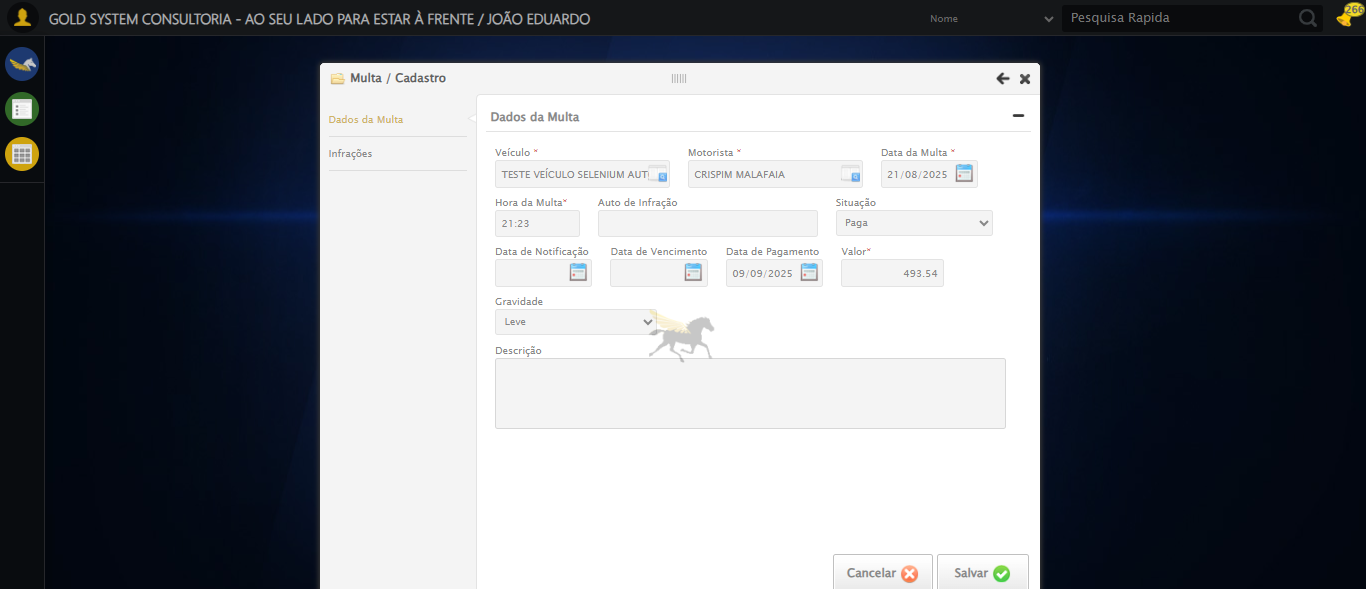 GOLD SYSTEM CONSULTORIA - AO SEU LADO PARA ESTAR À FRENTE / JOÃO EDUARDO
Nome
Pesquisa Rapida
266
Multa / Cadastro
Dados da Multa
Infrações
Dados da Multa
Veículo * Motorista * Data da Multa *
TESTE VEÍCULO SELENIUM AUT CRISPIM MALAFAIA 21/08/2025
Hora da Multa* Auto de Infração Situação
21:23 Paga
Data de Notificação Data de Vencimento Data de Pagamento Valor*
09/09/2025 493.54
Gravidade
Leve
Descrição
Cancelar Salvar